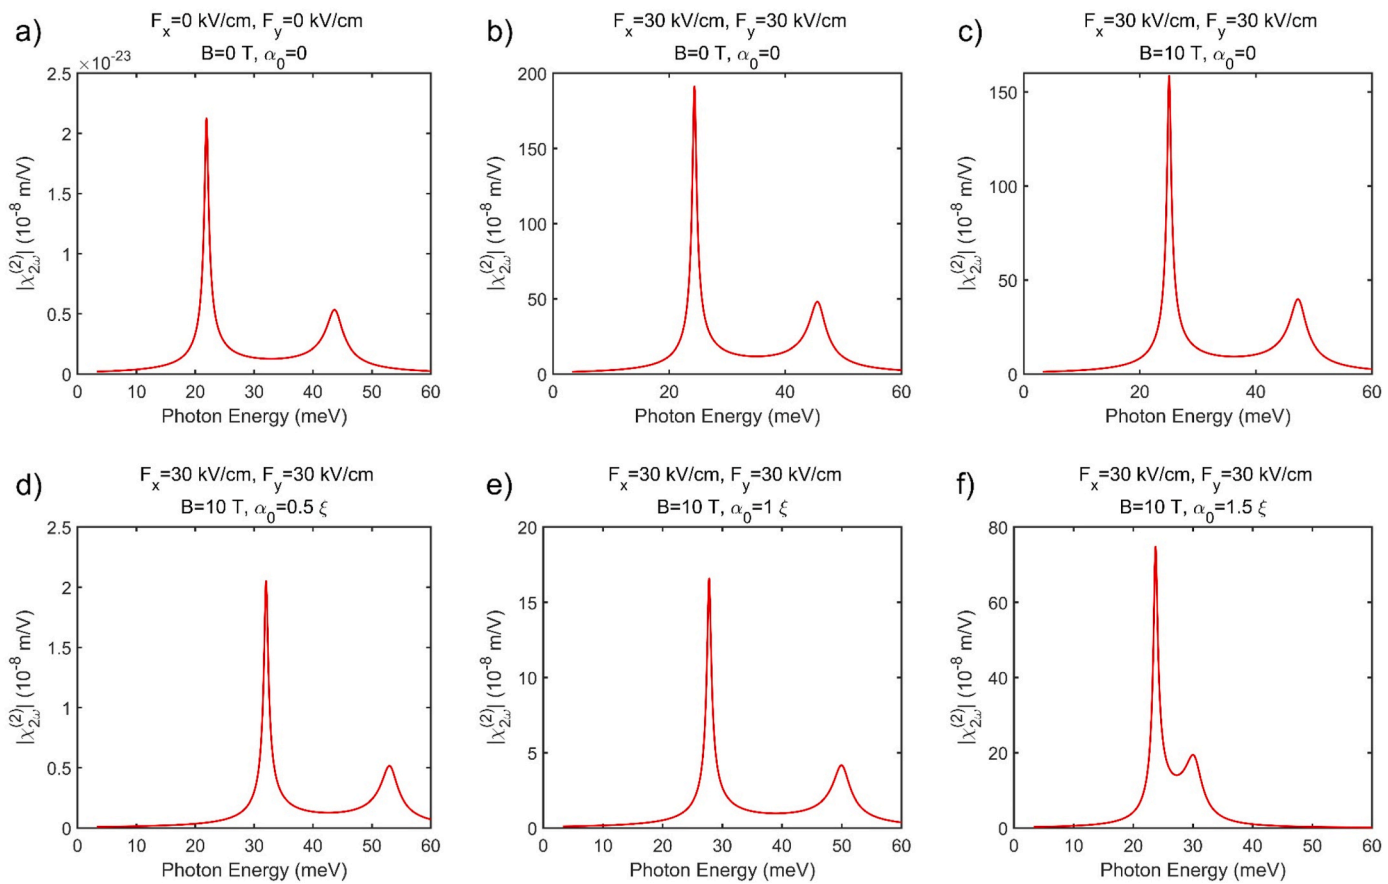 a)
F_x=0 kV/cm, F_y=0 kV/cm
B=0 T, α_0=0
×10^-23
2.5
2
1.5
1
0.5
0
|χ_2ω^(2)| (10^-8 m/V)
0 10 20 30 40 50 60
Photon Energy (meV)
b)
F_x=30 kV/cm, F_y=30 kV/cm
B=0 T, α_0=0
200
150
100
50
0
|χ_2ω^(2)| (10^-8 m/V)
0 20 40 60
Photon Energy (meV)
c)
F_x=30 kV/cm, F_y=30 kV/cm
B=10 T, α_0=0
150
100
50
0
|χ_2ω^(2)| (10^-8 m/V)
0 20 40 60
Photon Energy (meV)
d)
F_x=30 kV/cm, F_y=30 kV/cm
B=10 T, α_0=0.5 ξ
2.5
2
1.5
1
0.5
0
|χ_2ω^(2)| (10^-8 m/V)
0 10 20 30 40 50 60
Photon Energy (meV)
e)
F_x=30 kV/cm, F_y=30 kV/cm
B=10 T, α_0=1 ξ
20
15
10
5
0
|χ_2ω^(2)| (10^-8 m/V)
0 10 20 30 40 50 60
Photon Energy (meV)
f)
F_x=30 kV/cm, F_y=30 kV/cm
B=10 T, α_0=1.5 ξ
80
60
40
20
0
|χ_2ω^(2)| (10^-8 m/V)
0 10 20 30 40 50 60
Photon Energy (meV)